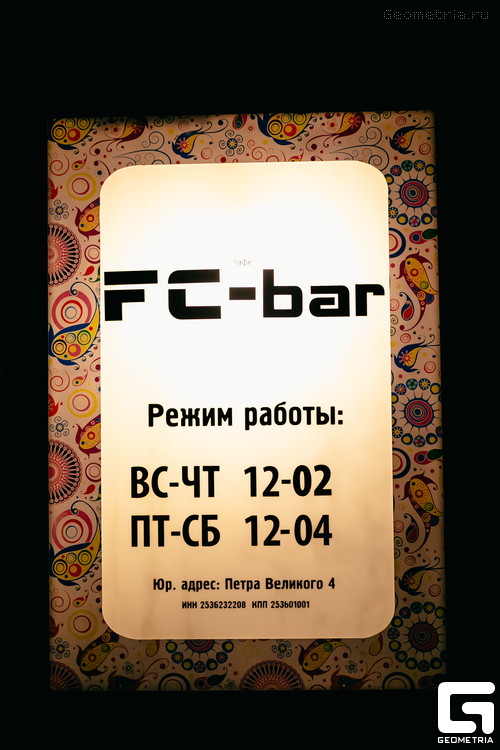 Geometria.ru
кафе
FC-bar
Режим работы:
ВС-ЧТ 12-02
ПТ-СБ 12-04
Юр. адрес: Петра Великого 4
ИНН 2536232208 КПП 253601001
GEOMETRIA